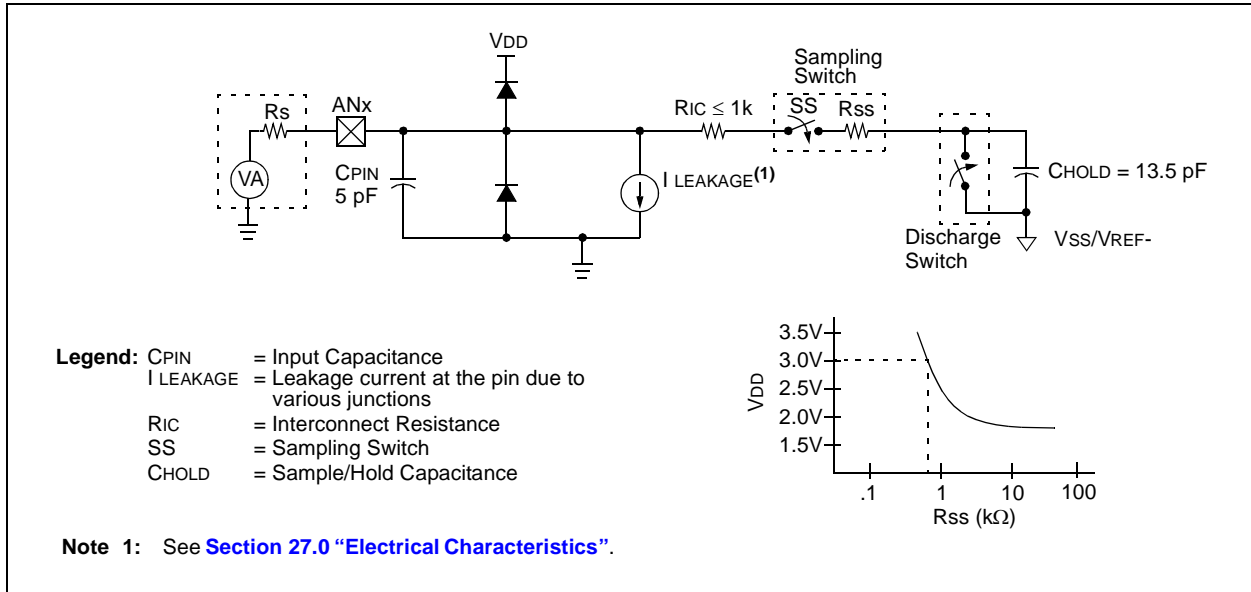 VDD
Sampling
Switch
Rs
ANx
RIC ≤ 1k
SS
RSS
VA
CPIN
5 pF
I LEAKAGE(1)
CHOLD = 13.5 pF
Discharge
Switch
VSS/VREF-
Legend: CPIN = Input Capacitance
I LEAKAGE = Leakage current at the pin due to
various junctions
RIC = Interconnect Resistance
SS = Sampling Switch
CHOLD = Sample/Hold Capacitance
VDD
3.5V
3.0V
2.5V
2.0V
1.5V
.1 1 10 100
Rss (kΩ)
Note 1: See Section 27.0 “Electrical Characteristics”.